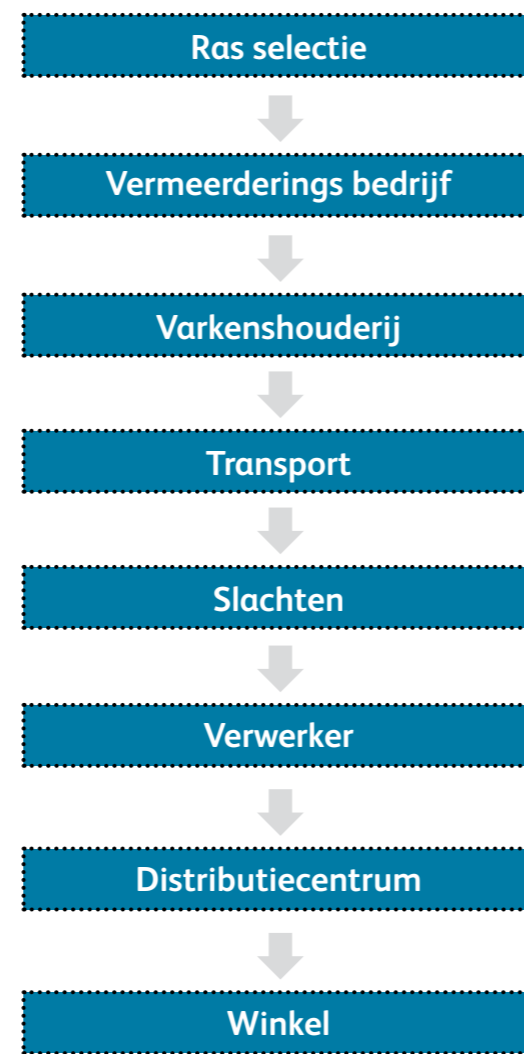 Ras selectie
Vermeerderings bedrijf
Varkenshouderij
Transport
Slachten
Verwerker
Distributiecentrum
Winkel